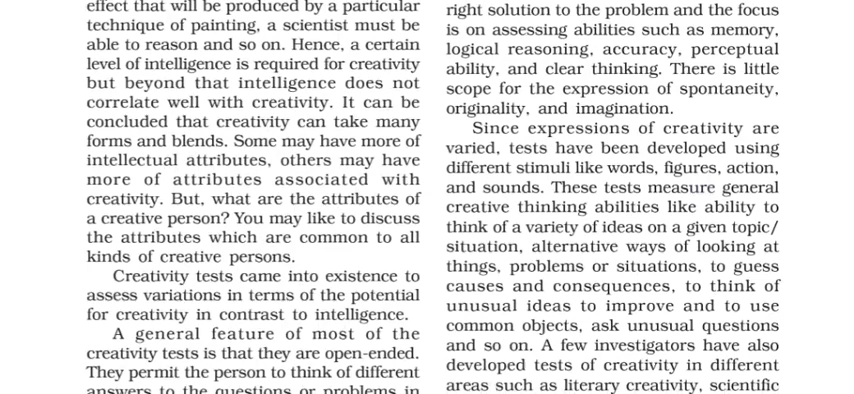 effect that will be produced by a particular
technique of painting, a scientist must be
able to reason and so on. Hence, a certain
level of intelligence is required for creativity
but beyond that intelligence does not
correlate well with creativity. It can be
concluded that creativity can take many
forms and blends. Some may have more of
intellectual attributes, others may have
more of attributes associated with
creativity. But, what are the attributes of
a creative person? You may like to discuss
the attributes which are common to all
kinds of creative persons.
Creativity tests came into existence to
assess variations in terms of the potential
for creativity in contrast to intelligence.
A general feature of most of the
creativity tests is that they are open-ended.
They permit the person to think of different
answers to the questions or problems in
right solution to the problem and the focus
is on assessing abilities such as memory,
logical reasoning, accuracy, perceptual
ability, and clear thinking. There is little
scope for the expression of spontaneity,
originality, and imagination.
Since expressions of creativity are
varied, tests have been developed using
different stimuli like words, figures, action,
and sounds. These tests measure general
creative thinking abilities like ability to
think of a variety of ideas on a given topic/
situation, alternative ways of looking at
things, problems or situations, to guess
causes and consequences, to think of
unusual ideas to improve and to use
common objects, ask unusual questions
and so on. A few investigators have also
developed tests of creativity in different
areas such as literary creativity, scientific